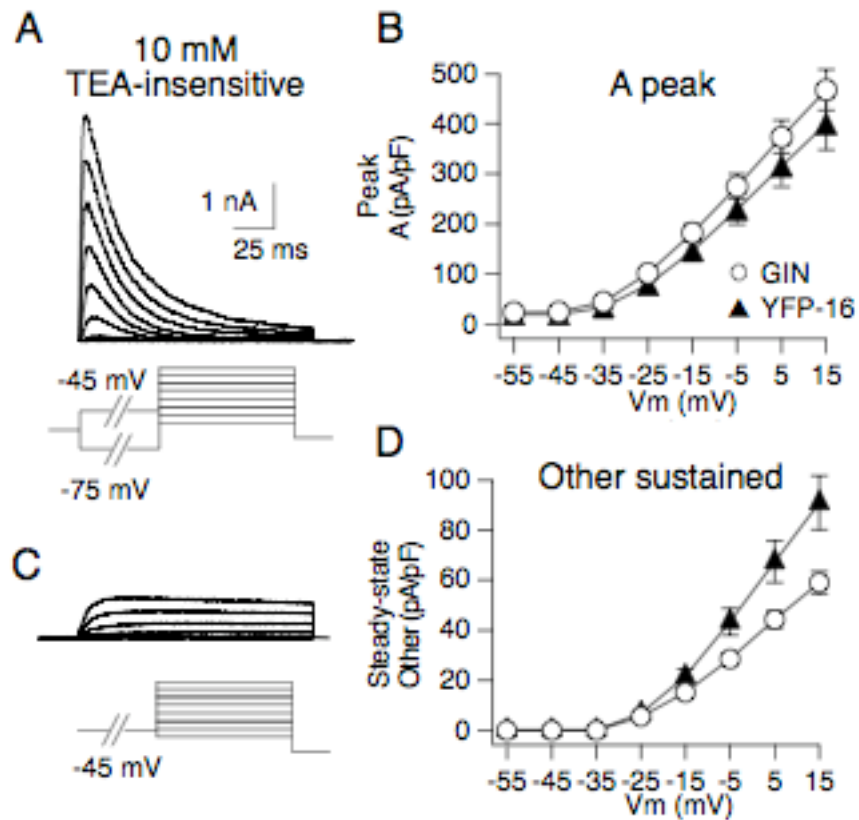 A
10 mM
TEA-insensitive
1 nA
25 ms
-45 mV
-75 mV
B
A peak
500
400
300
200
100
0
Peak
A (pA/pF)
GIN
YFP-16
-55 -45 -35 -25 -15 -5 5 15
Vm (mV)
C
-45 mV
D
Other sustained
100
80
60
40
20
0
Steady-state
Other (pA/pF)
-55 -45 -35 -25 -15 -5 5 15
Vm (mV)